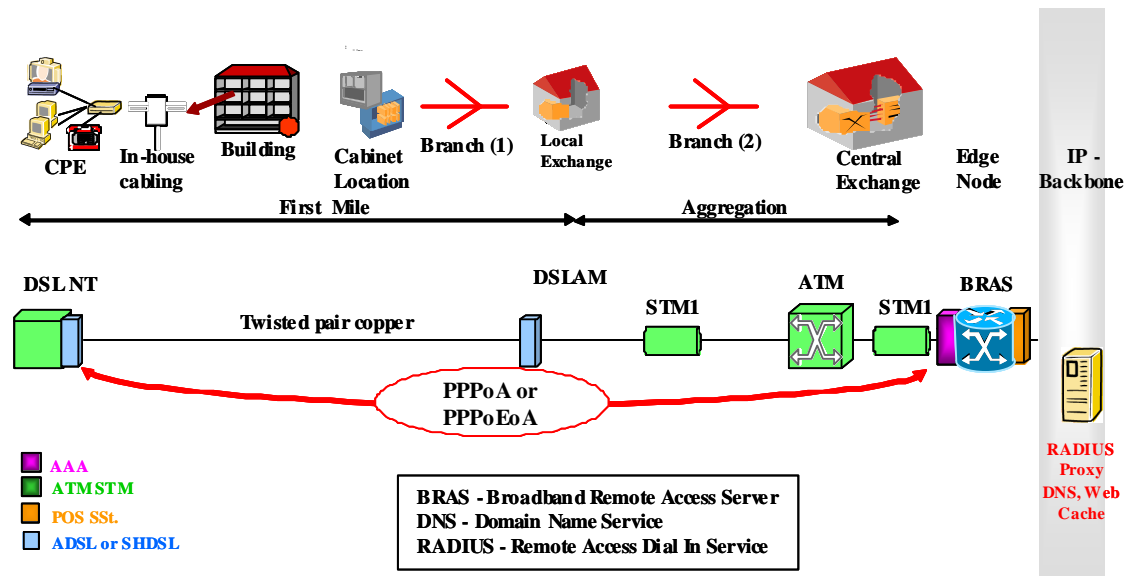 CPE
In-house
cabling
Building
Cabinet
Location
Branch (1)
Local
Exchange
Branch (2)
Central
Exchange
Edge
Node
IP -
Backbone
First Mile
Aggregation
DSL NT
Twisted pair copper
DSLAM
STM1
ATM
STM1
BRAS
PPPoA or
PPPoEoA
RADIUS
Proxy
DNS, Web
Cache
AAA
ATMSTM
POS SSt.
ADSL or SHDSL
BRAS - Broadband Remote Access Server
DNS - Domain Name Service
RADIUS - Remote Access Dial In Service